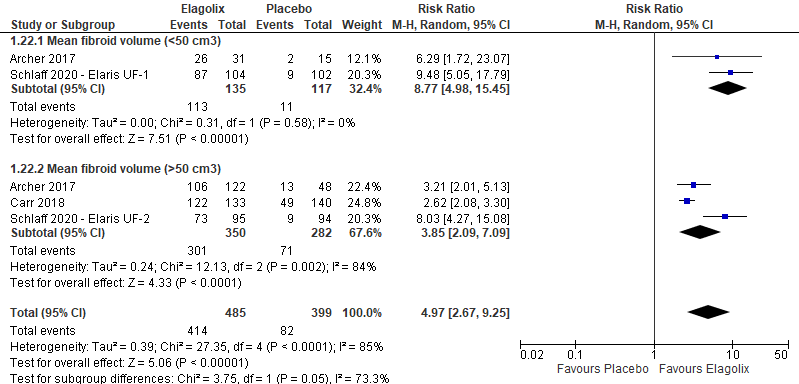 Elagolix Placebo Risk Ratio Risk Ratio
Study or Subgroup Events Total Events Total Weight M-H, Random, 95% CI M-H, Random, 95% CI
1.22.1 Mean fibroid volume (<50 cm3)
Archer 2017 26 31 2 15 12.1% 6.29 [1.72, 23.07]
Schlaff 2020 - Elaris UF-1 87 104 9 102 20.3% 9.48 [5.05, 17.79]
Subtotal (95% CI) 135 117 32.4% 8.77 [4.98, 15.45]
Total events 113 11
Heterogeneity: Tau² = 0.00; Chi² = 0.31, df = 1 (P = 0.58); I² = 0%
Test for overall effect: Z = 7.51 (P < 0.00001)
1.22.2 Mean fibroid volume (>50 cm3)
Archer 2017 106 122 13 48 22.4% 3.21 [2.01, 5.13]
Carr 2018 122 133 49 140 24.8% 2.62 [2.08, 3.30]
Schlaff 2020 - Elaris UF-2 73 95 9 94 20.3% 8.03 [4.27, 15.08]
Subtotal (95% CI) 350 282 67.6% 3.85 [2.09, 7.09]
Total events 301 71
Heterogeneity: Tau² = 0.24; Chi² = 12.13, df = 2 (P = 0.002); I² = 84%
Test for overall effect: Z = 4.33 (P < 0.0001)
Total (95% CI) 485 399 100.0% 4.97 [2.67, 9.25]
Total events 414 82
Heterogeneity: Tau² = 0.39; Chi² = 27.35, df = 4 (P < 0.0001); I² = 85%
Test for overall effect: Z = 5.06 (P < 0.00001)
Test for subgroup differences: Chi² = 3.75, df = 1 (P = 0.05), I² = 73.3%
0.02 0.1 1 10 50
Favours Placebo Favours Elagolix